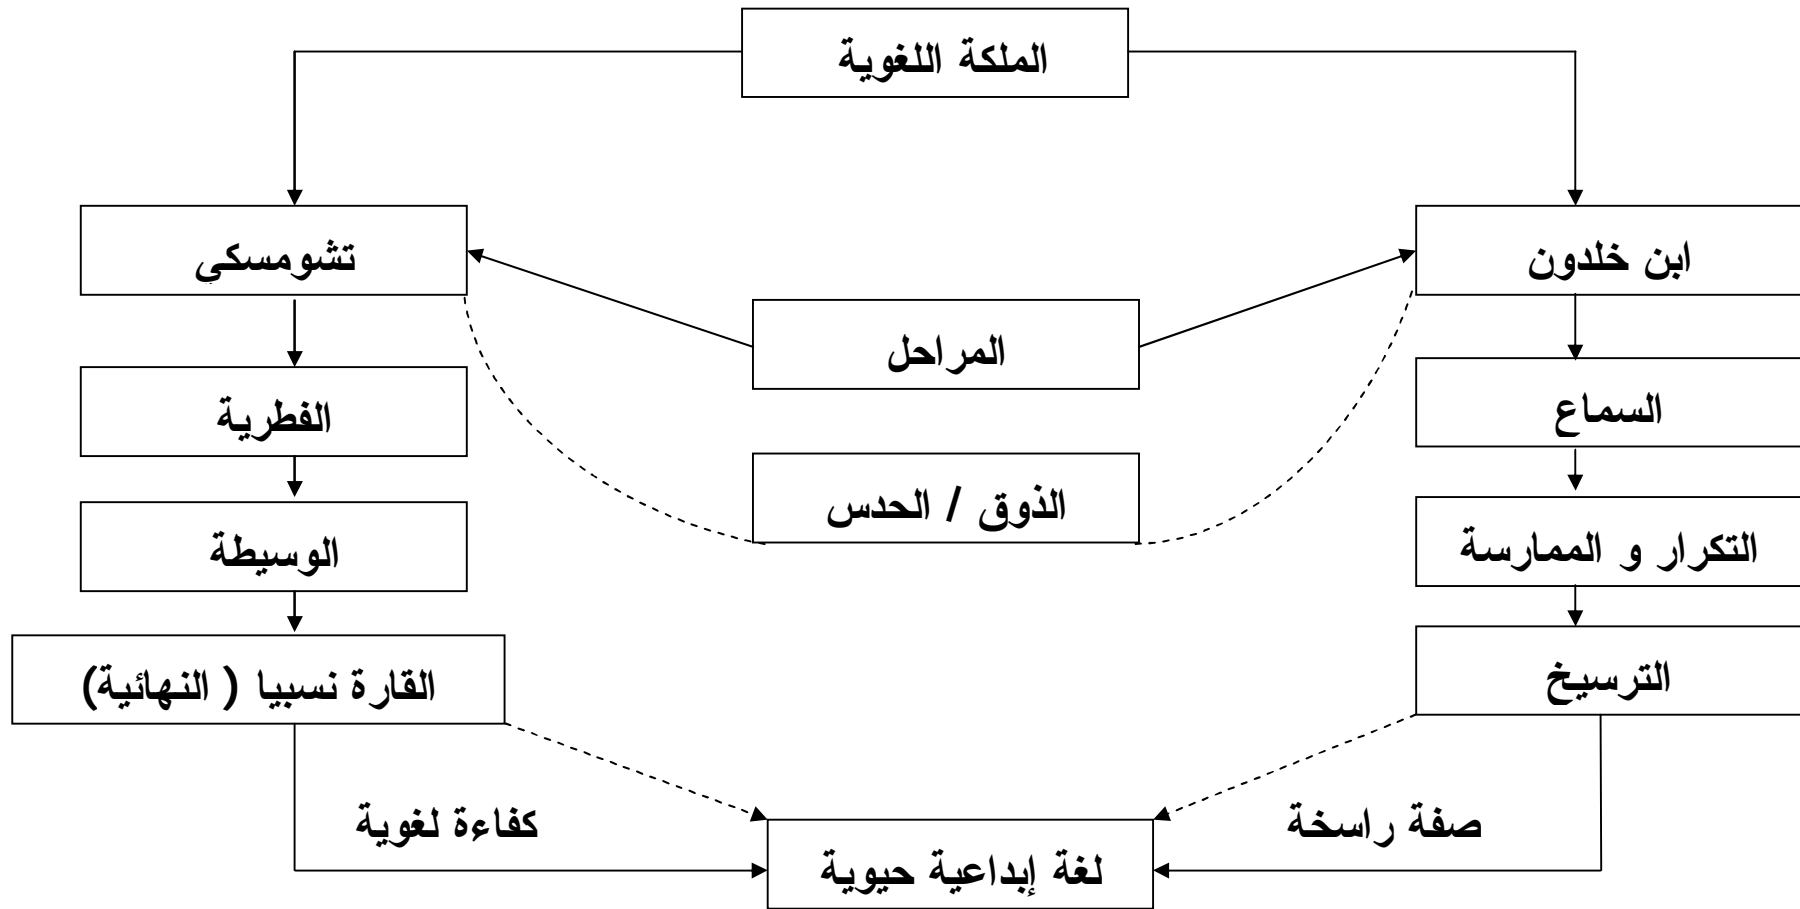 الملكة اللغوية
ابن خلدون
تشومسكي
المراحل
السماع
الفطرية
الذوق / الحدس
التكرار و الممارسة
الوسيطة
الترسيخ
القارة نسبيا ( النهائية)
صفة راسخة
كفاءة لغوية
لغة إبداعية حيوية